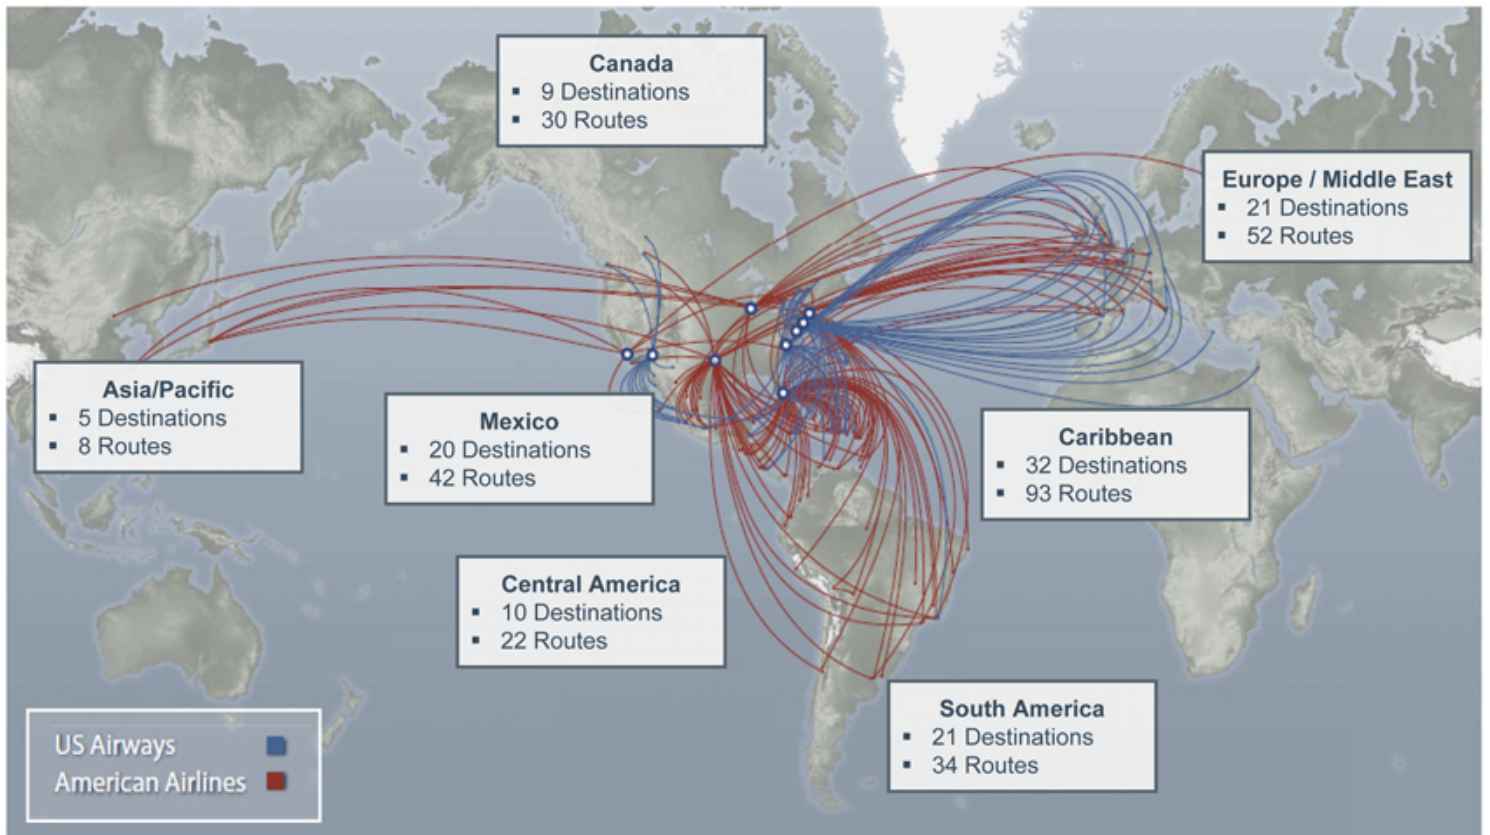 Canada
▪ 9 Destinations
▪ 30 Routes
Europe / Middle East
▪ 21 Destinations
▪ 52 Routes
Asia/Pacific
▪ 5 Destinations
▪ 8 Routes
Mexico
▪ 20 Destinations
▪ 42 Routes
Caribbean
▪ 32 Destinations
▪ 93 Routes
Central America
▪ 10 Destinations
▪ 22 Routes
South America
▪ 21 Destinations
▪ 34 Routes
US Airways
American Airlines